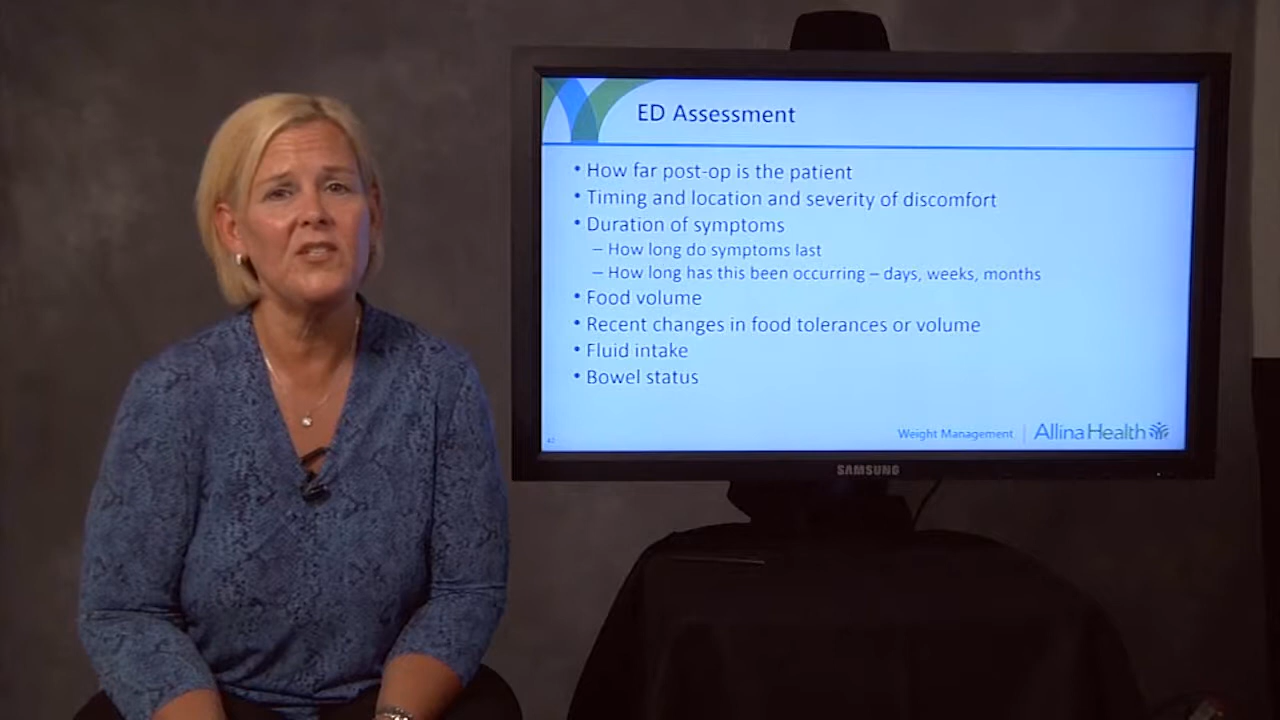 ED Assessment
• How far post-op is the patient
• Timing and location and severity of discomfort
• Duration of symptoms
– How long do symptoms last
– How long has this been occurring – days, weeks, months
• Food volume
• Recent changes in food tolerances or volume
• Fluid intake
• Bowel status
42
Weight Management | Allina Health
SAMSUNG